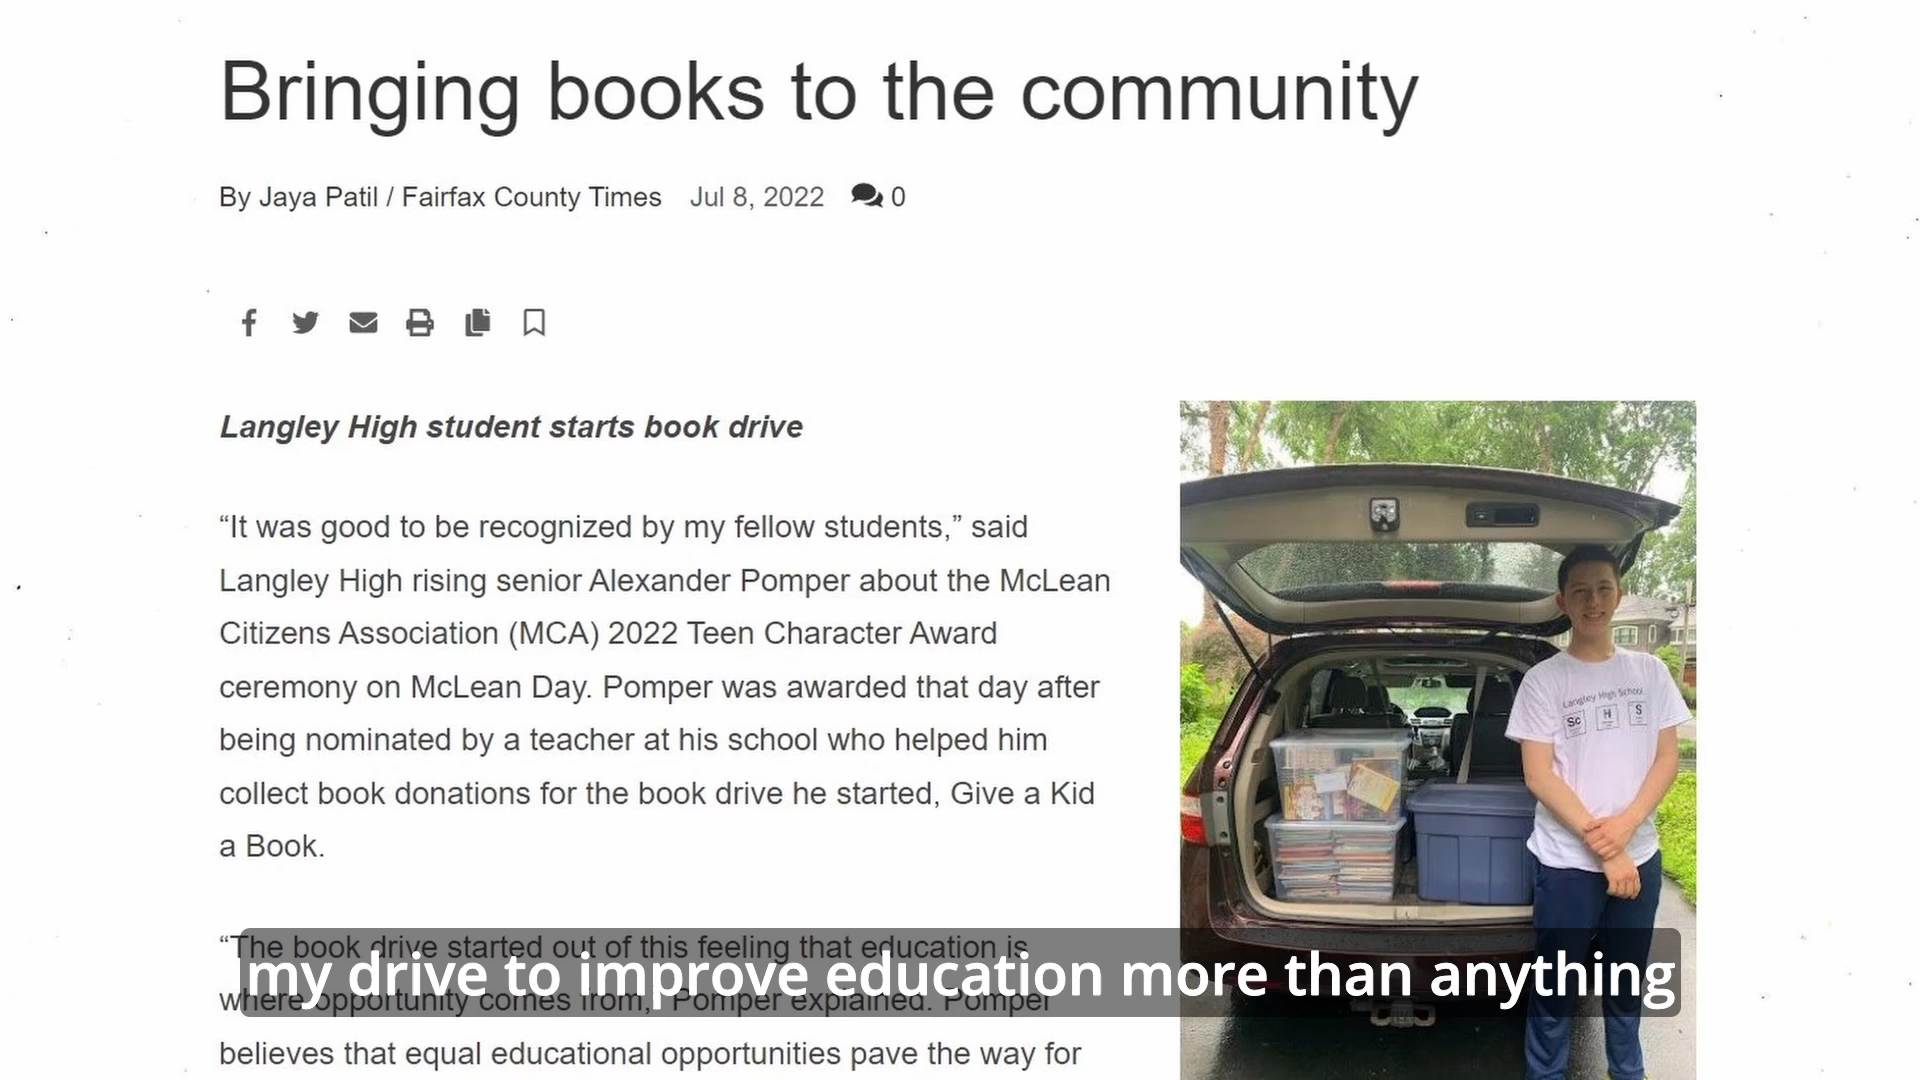 Bringing books to the community
By Jaya Patil / Fairfax County Times Jul 8, 2022 0
Langley High student starts book drive
“It was good to be recognized by my fellow students,” said
Langley High rising senior Alexander Pomper about the McLean
Citizens Association (MCA) 2022 Teen Character Award
ceremony on McLean Day. Pomper was awarded that day after
being nominated by a teacher at his school who helped him
collect book donations for the book drive he started, Give a Kid
a Book.
“The book drive started out of this feeling that education is
where opportunity comes from,” Pomper explained. Pomper
believes that equal educational opportunities pave the way for
Langley High School
Sc H S
my drive to improve education more than anything